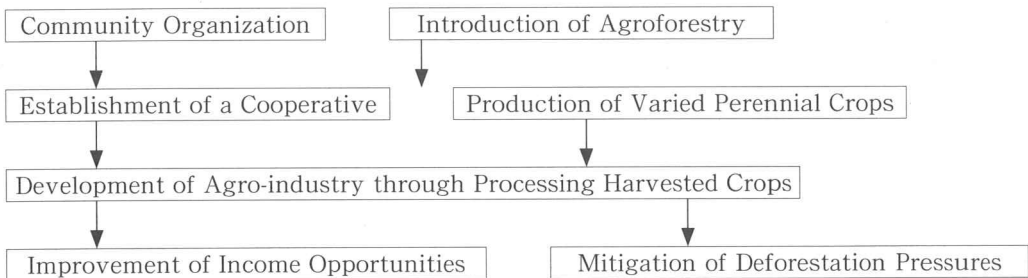 Community Organization
Introduction of Agroforestry
Establishment of a Cooperative
Production of Varied Perennial Crops
Development of Agro-industry through Processing Harvested Crops
Improvement of Income Opportunities
Mitigation of Deforestation Pressures